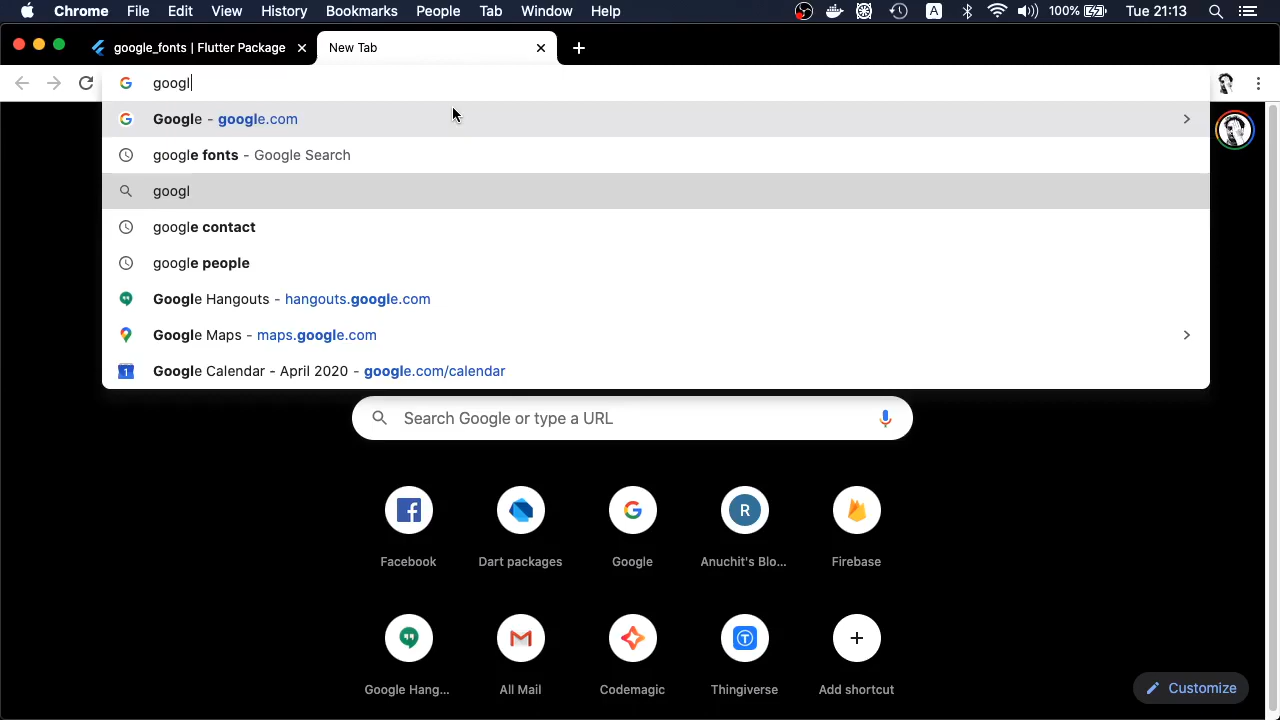 Chrome File Edit View History Bookmarks People Tab Window Help A 100% Tue 21:13
google_fonts | Flutter Package New Tab
googl
Google - google.com
google fonts - Google Search
googl
google contact
google people
Google Hangouts - hangouts.google.com
Google Maps - maps.google.com
1 Google Calendar - April 2020 - google.com/calendar
Search Google or type a URL
R
Facebook Dart packages Google Anuchit's Blo... Firebase
Google Hang... All Mail Codemagic Thingiverse Add shortcut
Customize